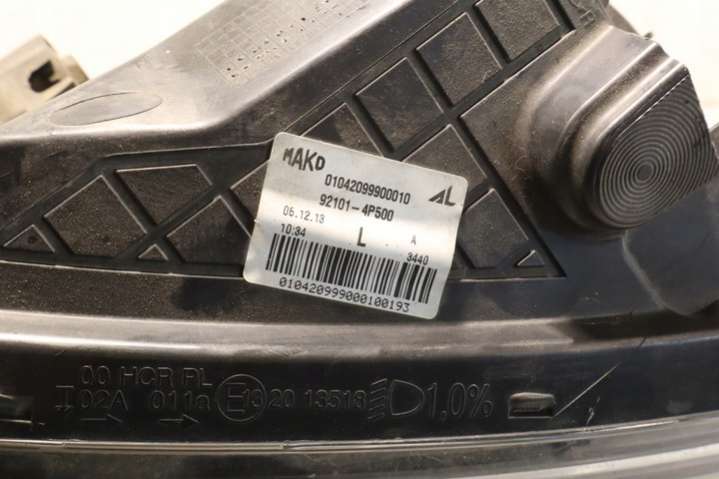 MAKO
01042099900010
AL
92101-4P500
06.12.13
10:34
L
A
3440
010420999000100193
00 HCR PL
02A 011a E13 20 13518 1,0%